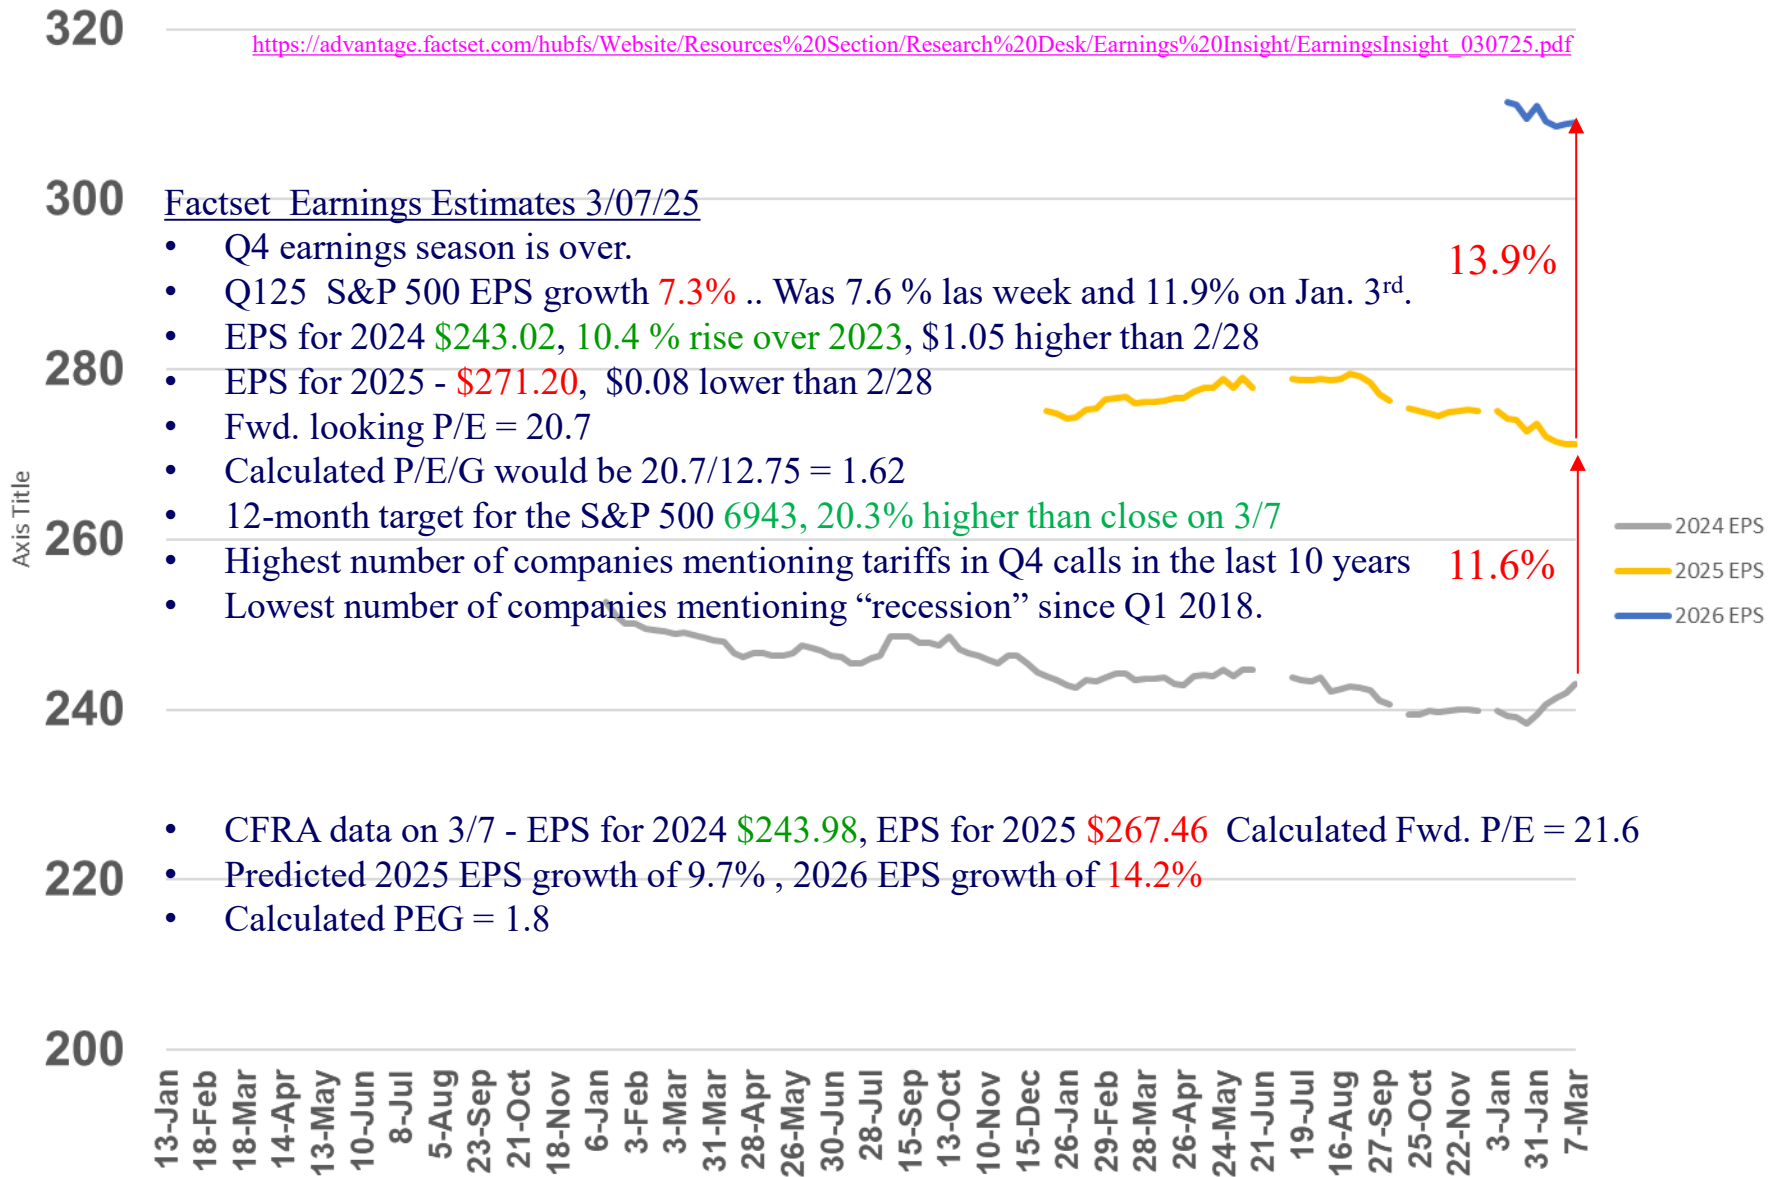 320
https://advantage.factset.com/hubfs/Website/Resources%20Section/Research%20Desk/Earnings%20Insight/EarningsInsight_030725.pdf
300
Factset  Earnings Estimates 3/07/25
• Q4 earnings season is over.
13.9%
• Q125  S&P 500 EPS growth 7.3% .. Was 7.6 % las week and 11.9% on Jan. 3rd.
• EPS for 2024 $243.02, 10.4 % rise over 2023, $1.05 higher than 2/28
280
• EPS for 2025 - $271.20,  $0.08 lower than 2/28
• Fwd. looking P/E = 20.7
• Calculated P/E/G would be 20.7/12.75 = 1.62
Axis Title
• 12-month target for the S&P 500 6943, 20.3% higher than close on 3/7
260
2024 EPS
• Highest number of companies mentioning tariffs in Q4 calls in the last 10 years
11.6%
2025 EPS
• Lowest number of companies mentioning “recession” since Q1 2018.
2026 EPS
240
• CFRA data on 3/7 - EPS for 2024 $243.98, EPS for 2025 $267.46  Calculated Fwd. P/E = 21.6
220
• Predicted 2025 EPS growth of 9.7% , 2026 EPS growth of 14.2%
• Calculated PEG = 1.8
200
13-Jan
18-Feb
18-Mar
14-Apr
13-May
10-Jun
8-Jul
5-Aug
23-Sep
21-Oct
18-Nov
6-Jan
3-Feb
3-Mar
31-Mar
28-Apr
26-May
30-Jun
28-Jul
15-Sep
13-Oct
10-Nov
15-Dec
26-Jan
29-Feb
28-Mar
26-Apr
24-May
21-Jun
19-Jul
16-Aug
27-Sep
25-Oct
22-Nov
3-Jan
31-Jan
7-Mar